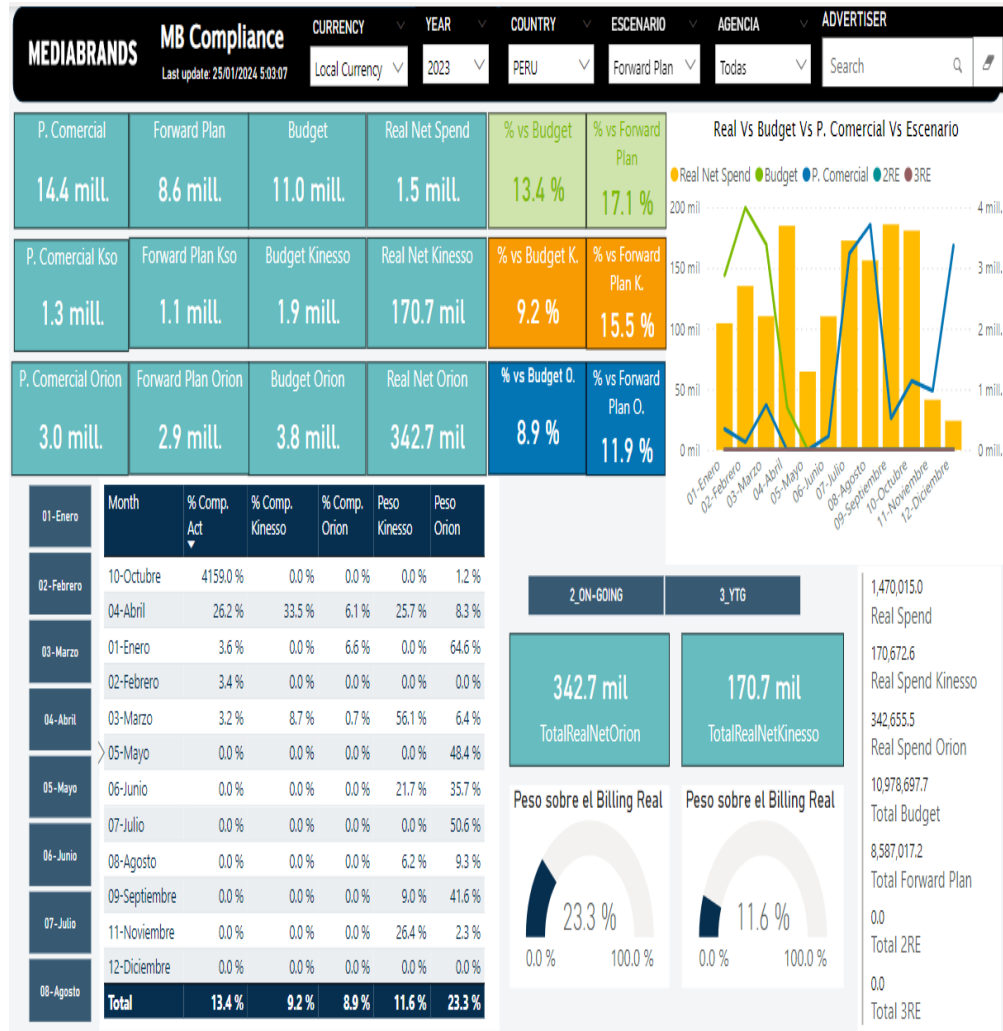 MEDIABRANDS
MB Compliance
Last update: 25/01/2024 5:03:07
CURRENCY
Local Currency
YEAR
2023
COUNTRY
PERU
ESCENARIO
Forward Plan
AGENCIA
Todas
ADVERTISER
Search
P. Comercial
14.4 mill.
Forward Plan
8.6 mill.
Budget
11.0 mill.
Real Net Spend
1.5 mill.
% vs Budget
13.4 %
% vs Forward
Plan
17.1 %
P. Comercial Kso
1.3 mill.
Forward Plan Kso
1.1 mill.
Budget Kinesso
1.9 mill.
Real Net Kinesso
170.7 mil
% vs Budget K.
9.2 %
% vs Forward
Plan K.
15.5 %
P. Comercial Orion
3.0 mill.
Forward Plan Orion
2.9 mill.
Budget Orion
3.8 mill.
Real Net Orion
342.7 mil
% vs Budget O.
8.9 %
% vs Forward
Plan O.
11.9 %
Real Vs Budget Vs P. Comercial Vs Escenario
Real Net Spend Budget P. Comercial 2RE 3RE
200 mil
150 mil
100 mil
50 mil
0 mil
4 mill.
3 mill.
2 mill.
1 mill.
0 mill.
01-Enero
02-Febrero
03-Marzo
04-Abril
05-Mayo
06-Junio
07-Julio
08-Agosto
09-Septiembre
10-Octubre
11-Noviembre
12-Diciembre
01-Enero
02-Febrero
03-Marzo
04-Abril
05-Mayo
06-Junio
07-Julio
08-Agosto
Month % Comp. Act % Comp. Kinesso % Comp. Orion Peso Kinesso Peso Orion
10-Octubre 4159.0 % 0.0 % 0.0 % 0.0 % 1.2 %
04-Abril 26.2 % 33.5 % 6.1 % 25.7 % 8.3 %
01-Enero 3.6 % 0.0 % 6.6 % 0.0 % 64.6 %
02-Febrero 3.4 % 0.0 % 0.0 % 0.0 % 0.0 %
03-Marzo 3.2 % 8.7 % 0.7 % 56.1 % 6.4 %
05-Mayo 0.0 % 0.0 % 0.0 % 0.0 % 48.4 %
06-Junio 0.0 % 0.0 % 0.0 % 21.7 % 35.7 %
07-Julio 0.0 % 0.0 % 0.0 % 0.0 % 50.6 %
08-Agosto 0.0 % 0.0 % 0.0 % 6.2 % 9.3 %
09-Septiembre 0.0 % 0.0 % 0.0 % 9.0 % 41.6 %
11-Noviembre 0.0 % 0.0 % 0.0 % 26.4 % 2.3 %
12-Diciembre 0.0 % 0.0 % 0.0 % 0.0 % 0.0 %
Total 13.4 % 9.2 % 8.9 % 11.6 % 23.3 %
2_ON-GOING
3_YTG
342.7 mil
TotalRealNetOrion
170.7 mil
TotalRealNetKinesso
Peso sobre el Billing Real
23.3 %
0.0 % 100.0 %
Peso sobre el Billing Real
11.6 %
0.0 % 100.0 %
1,470,015.0
Real Spend
170,672.6
Real Spend Kinesso
342,655.5
Real Spend Orion
10,978,697.7
Total Budget
8,587,017.2
Total Forward Plan
0.0
Total 2RE
0.0
Total 3RE